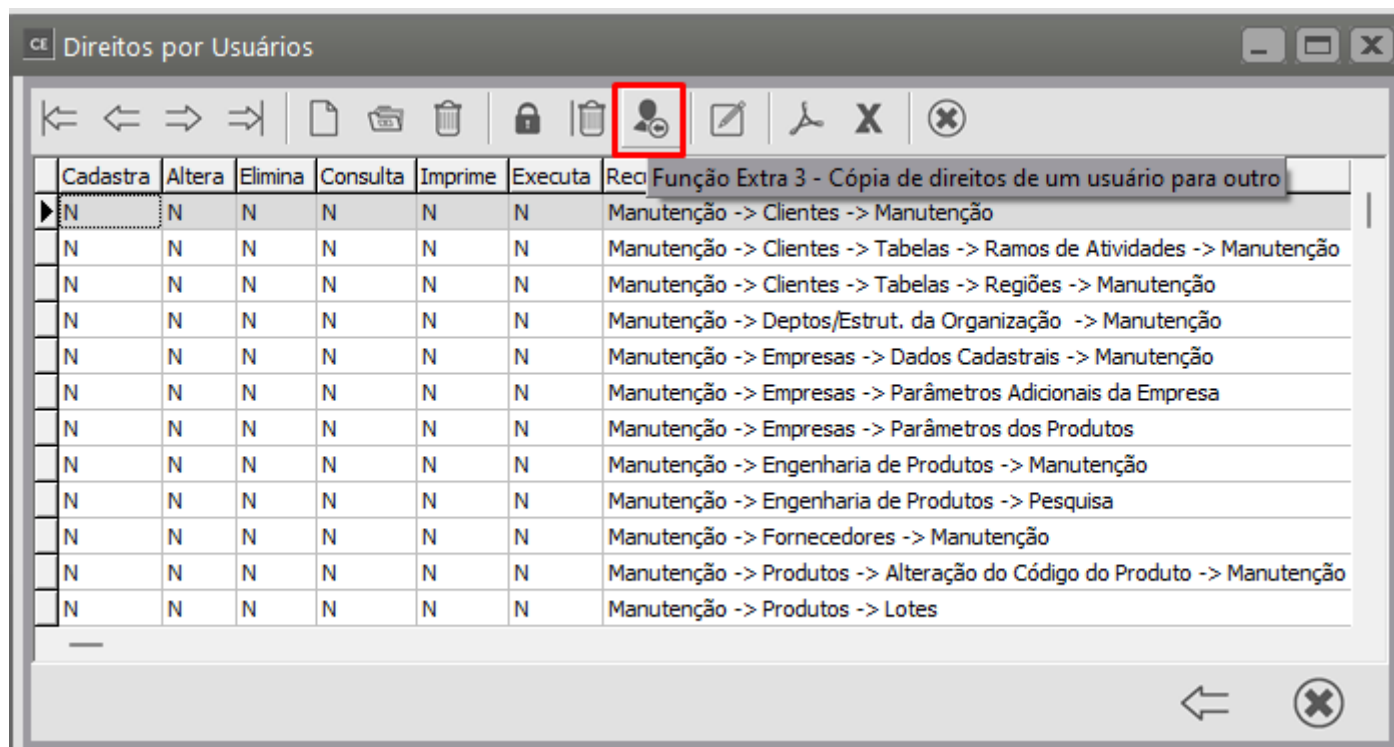 CE Direitos por Usuários
Cadastra Altera Elimina Consulta Imprime Executa
Função Extra 3 - Cópia de direitos de um usuário para outro
N N N N N N Manutenção -> Clientes -> Manutenção
N N N N N N Manutenção -> Clientes -> Tabelas -> Ramos de Atividades -> Manutenção
N N N N N N Manutenção -> Clientes -> Tabelas -> Regiões -> Manutenção
N N N N N N Manutenção -> Deptos/Estrut. da Organização -> Manutenção
N N N N N N Manutenção -> Empresas -> Dados Cadastrais -> Manutenção
N N N N N N Manutenção -> Empresas -> Parâmetros Adicionais da Empresa
N N N N N N Manutenção -> Empresas -> Parâmetros dos Produtos
N N N N N N Manutenção -> Engenharia de Produtos -> Manutenção
N N N N N N Manutenção -> Engenharia de Produtos -> Pesquisa
N N N N N N Manutenção -> Fornecedores -> Manutenção
N N N N N N Manutenção -> Produtos -> Alteração do Código do Produto -> Manutenção
N N N N N N Manutenção -> Produtos -> Lotes